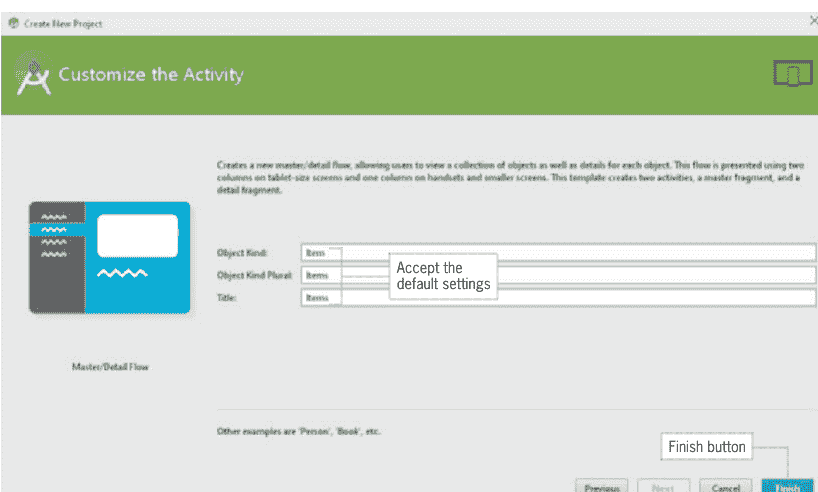 Create New Project
Customize the Activity
Creates a new master/detail flow, allowing users to view a collection of objects as well as details for each object. This flow is presented using two
columns on tablet-size screens and one column on handsets and smaller screens. This template creates two activities, a master fragment, and a
detail fragment.
Object Kind: Item
Accept the
default settings
Object Kind Plural: Items
Title: Items
Master/Detail Flow
Other examples are 'Person', 'Book', etc.
Finish button
Previous Next Cancel Finish